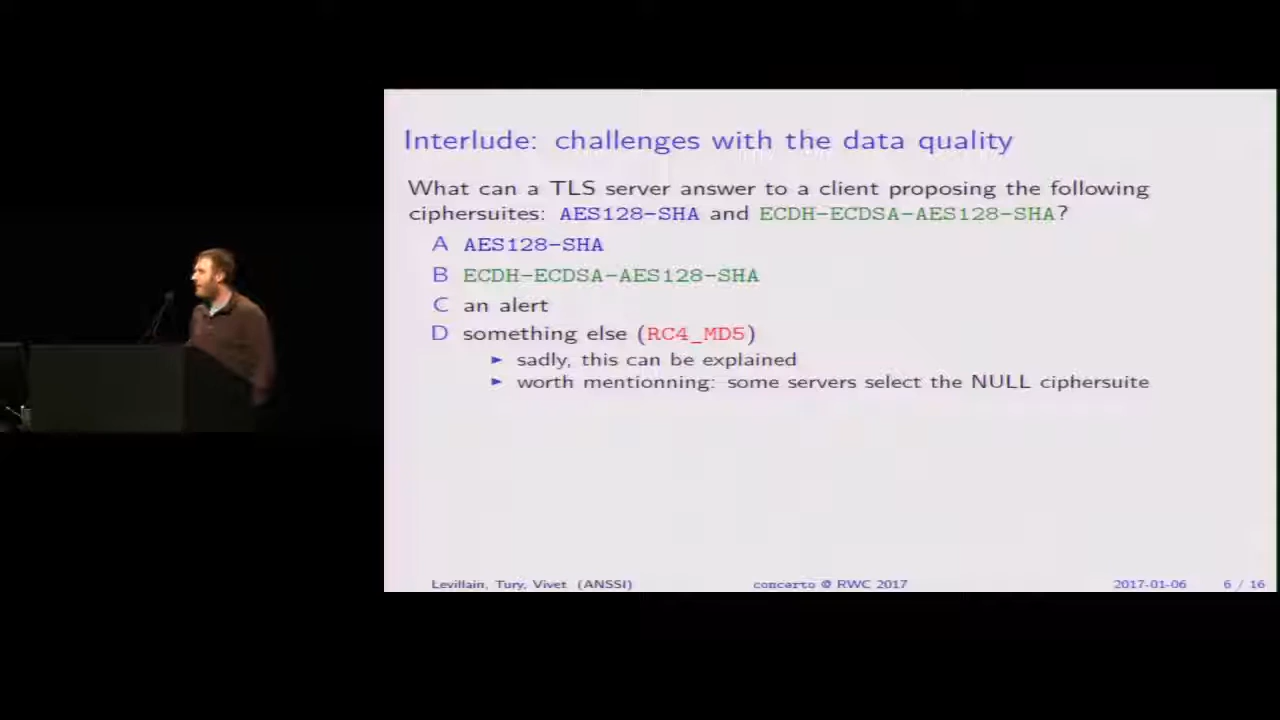 Interlude: challenges with the data quality
What can a TLS server answer to a client proposing the following
ciphersuites: AES128-SHA and ECDH-ECDSA-AES128-SHA?
A AES128-SHA
B ECDH-ECDSA-AES128-SHA
C an alert
D something else (RC4_MD5)
► sadly, this can be explained
► worth mentionning: some servers select the NULL ciphersuite
Levillain, Tury, Vivet (ANSSI) concerto @ RWC 2017 2017-01-06 6 / 16